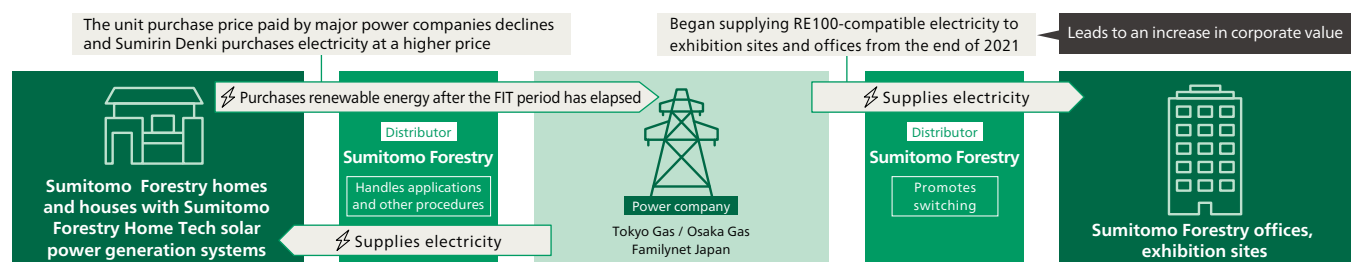 The unit purchase price paid by major power companies declines
and Sumirin Denki purchases electricity at a higher price
Began supplying RE100-compatible electricity to
exhibition sites and offices from the end of 2021
Leads to an increase in corporate value
Purchases renewable energy after the FIT period has elapsed
Supplies electricity
Sumitomo Forestry homes
and houses with Sumitomo
Forestry Home Tech solar
power generation systems
Distributor
Sumitomo Forestry
Handles applications
and other procedures
Supplies electricity
Power company
Tokyo Gas / Osaka Gas
Familynet Japan
Distributor
Sumitomo Forestry
Promotes
switching
Sumitomo Forestry offices,
exhibition sites